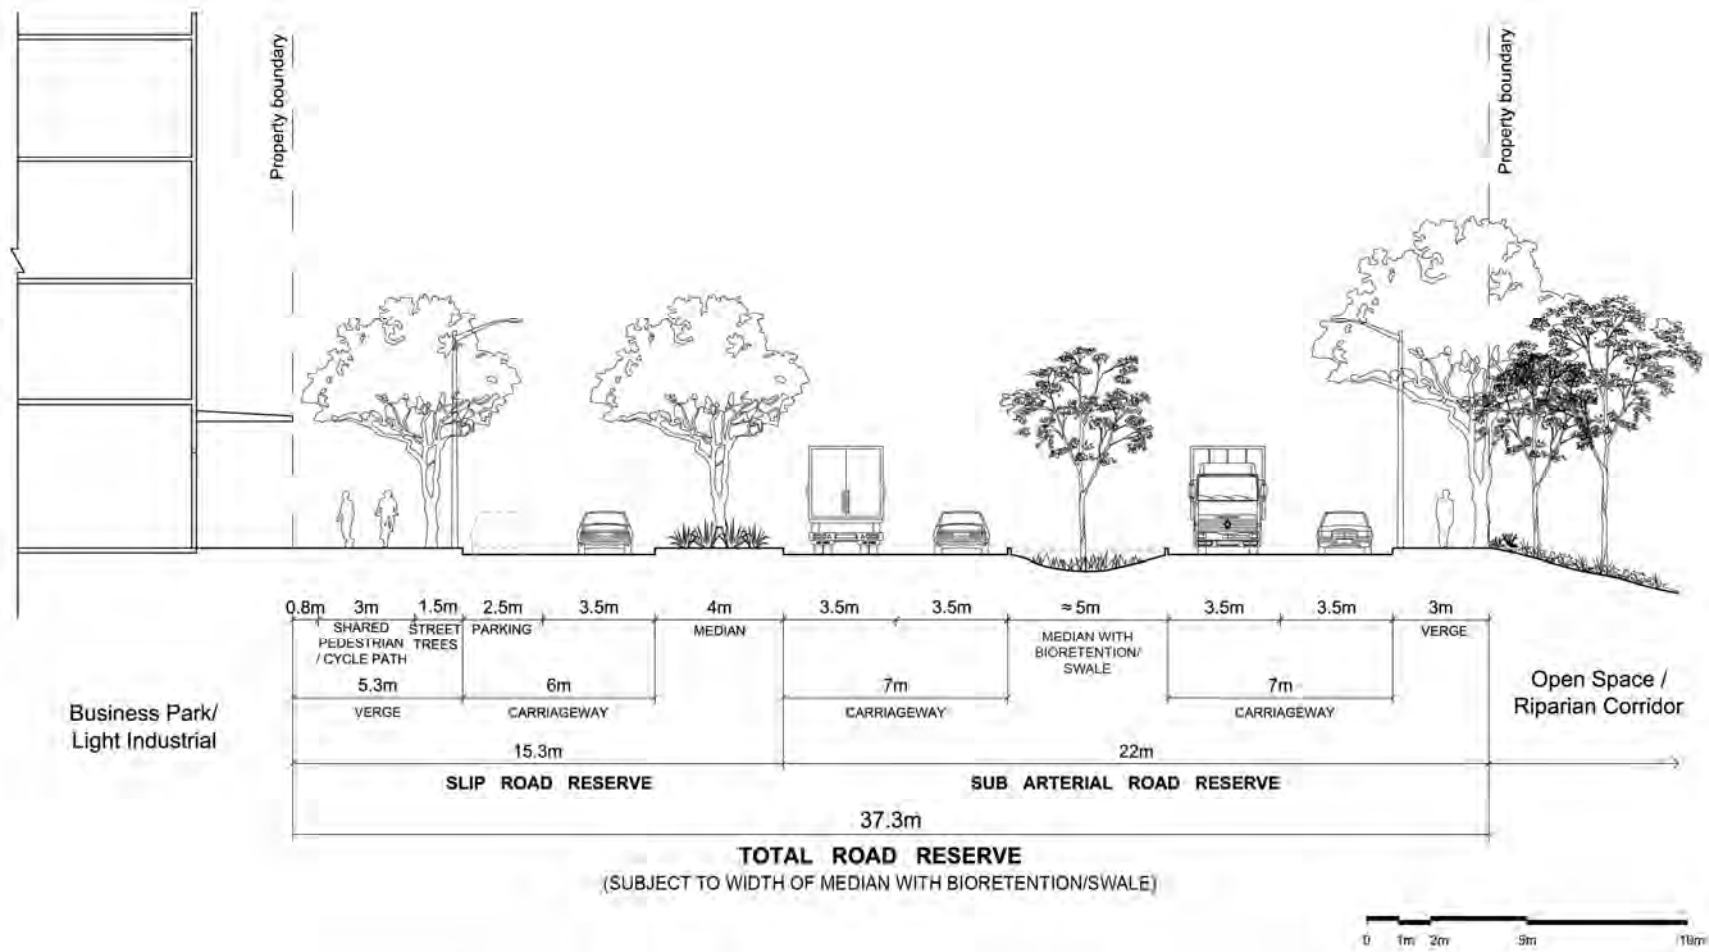 Property boundary
Property boundary
0.8m 3m 1.5m 2.5m 3.5m 4m 3.5m 3.5m ≈5m 3.5m 3.5m 3m
SHARED
PEDESTRIAN
/ CYCLE PATH
STREET
TREES
PARKING
MEDIAN
MEDIAN WITH
BIORETENTION/
SWALE
VERGE
5.3m 6m 7m 7m
VERGE CARRIAGEWAY CARRIAGEWAY CARRIAGEWAY
Business Park/
Light Industrial
Open Space /
Riparian Corridor
15.3m 22m
SLIP ROAD RESERVE SUB ARTERIAL ROAD RESERVE
37.3m
TOTAL ROAD RESERVE
(SUBJECT TO WIDTH OF MEDIAN WITH BIORETENTION/SWALE)
0 1m 2m 5m 10m